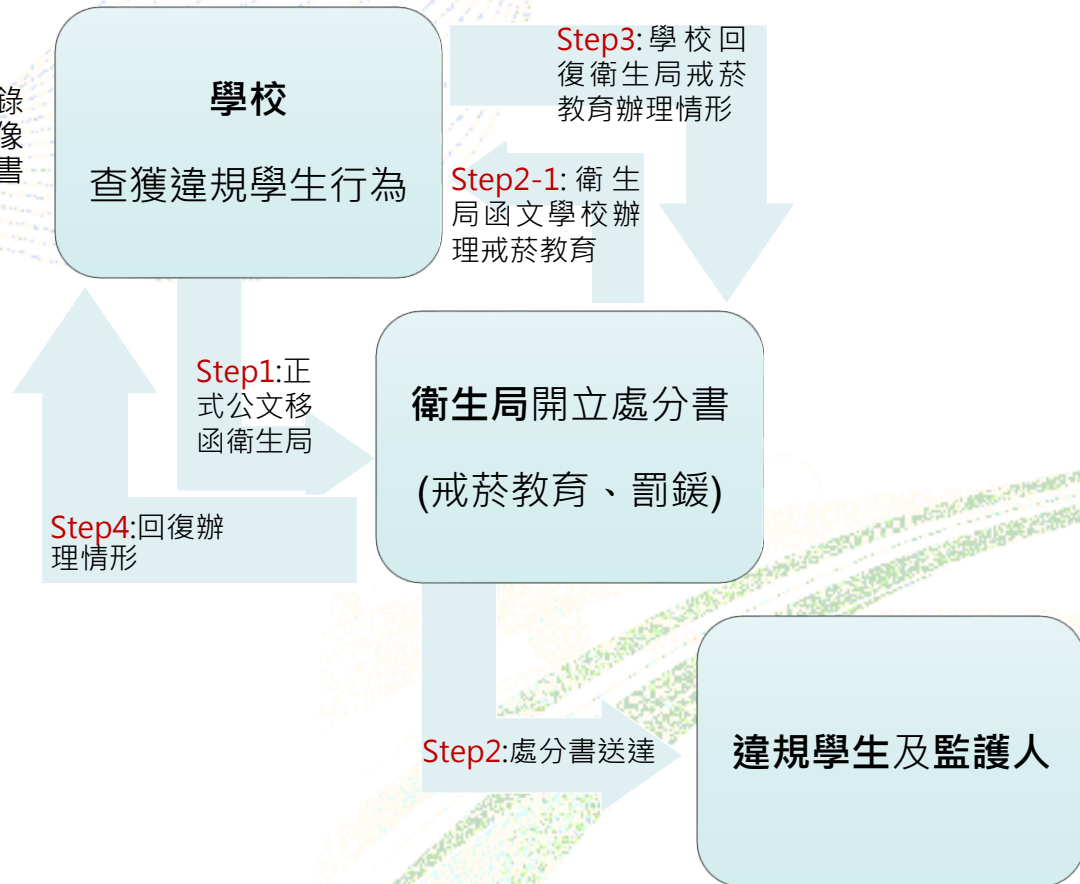 錄
像
書
學校
查獲違規學生行為
Step3:學校回
復衛生局戒菸
教育辦理情形
Step2-1:衛生
局函文學校辦
理戒菸教育
Step1:正
式公文移
函衛生局
衛生局開立處分書
(戒菸教育、罰鍰)
Step4:回復辦
理情形
Step2:處分書送達
違規學生及監護人